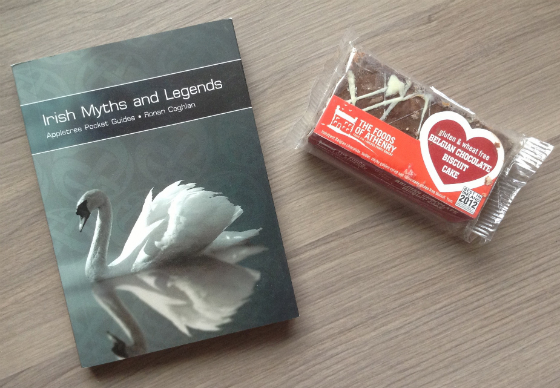 Irish Myths and Legends
Appletree Pocket Guides • Ronan Coghlan
THE FOODS
OF ATHENRY
gluten & wheat free
BELGIAN CHOCOLATE
BISCUIT
CAKE
2012